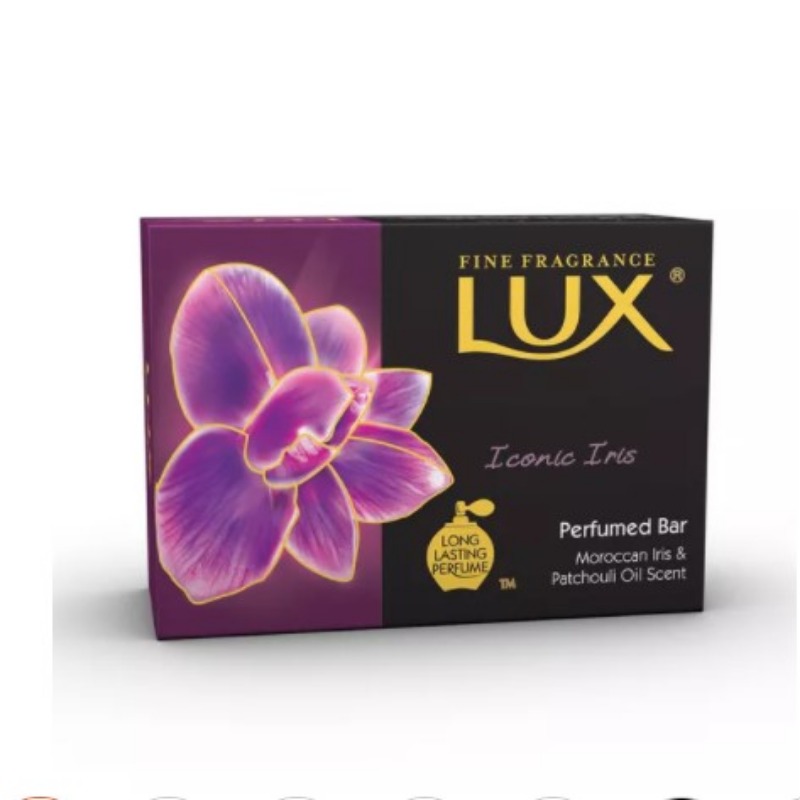 FINE FRAGRANCE
LUX®
Iconic Iris
LONG
LASTING
PERFUME
TM
Perfumed Bar
Moroccan Iris &
Patchouli Oil Scent